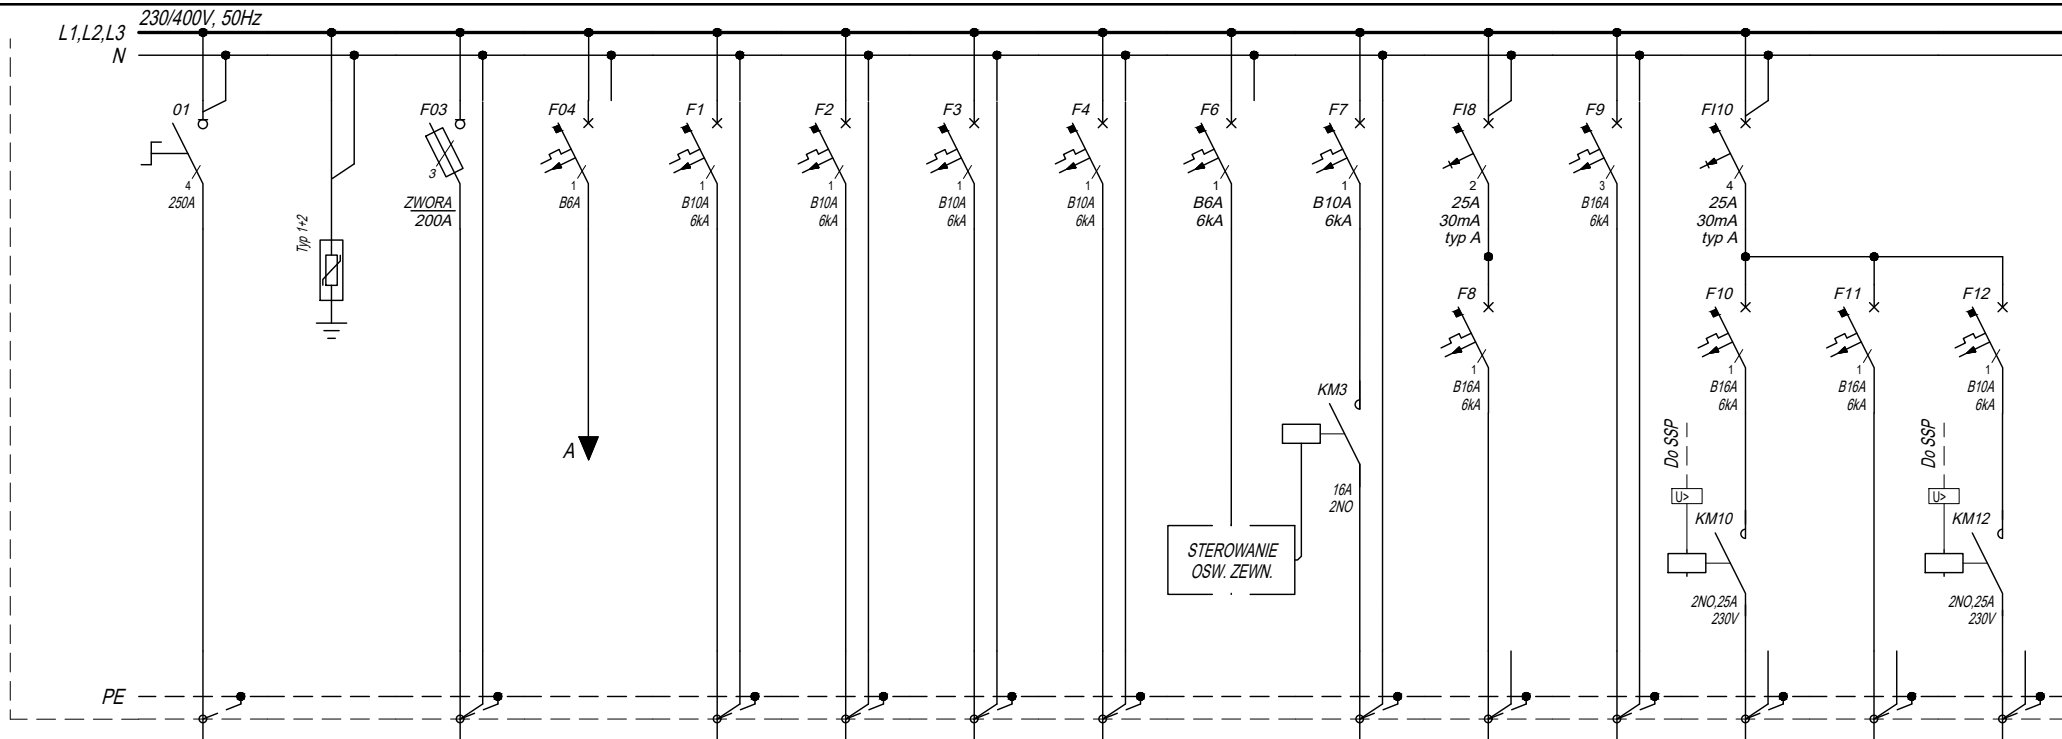 230/400V, 50Hz
L1,L2,L3
N
01
4
250A
Typ 1+2
F03
3
ZWORA
200A
F04
1
B6A
A
F1
1
B10A
6kA
F2
1
B10A
6kA
F3
1
B10A
6kA
F4
1
B10A
6kA
F6
1
B6A
6kA
STEROWANIE
OSW. ZEWN.
F7
1
B10A
6kA
KM3
16A
2NO
FI8
2
25A
30mA
typ A
F8
1
B16A
6kA
F9
3
B16A
6kA
FI10
4
25A
30mA
typ A
F10
1
B16A
6kA
Do SSP
U>
KM10
2NO,25A
230V
F11
1
B16A
6kA
F12
1
B10A
6kA
Do SSP
U>
KM12
2NO,25A
230V
PE